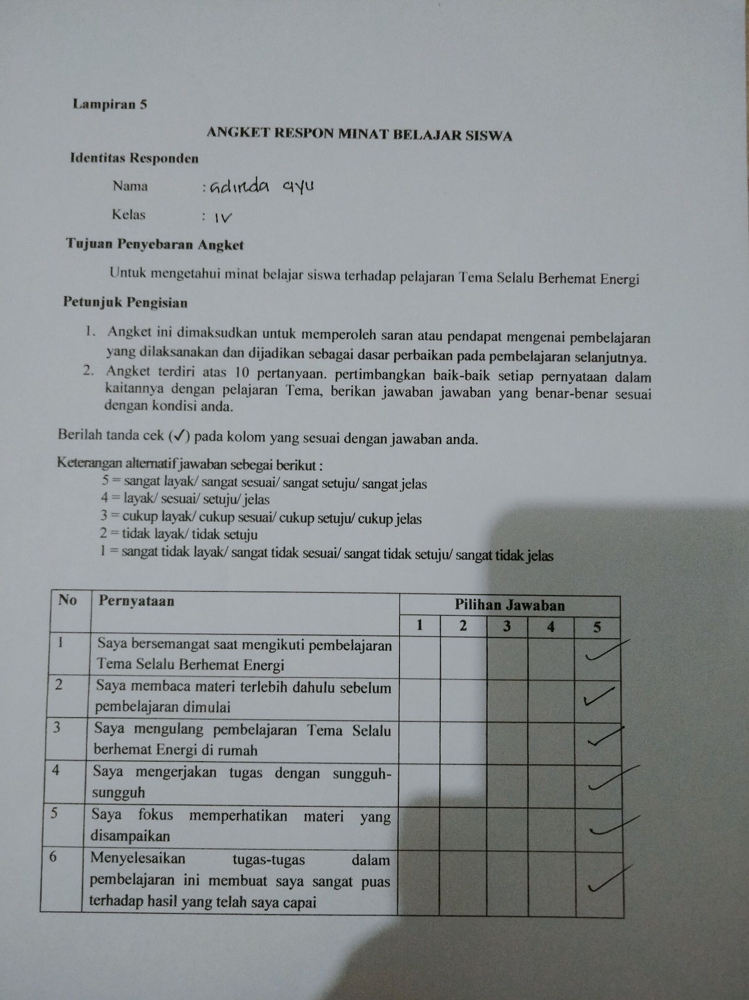 Lampiran 5
ANGKET RESPON MINAT BELAJAR SISWA
Identitas Responden
Nama : adinda ayu
Kelas : IV
Tujuan Penyebaran Angket
Untuk mengetahui minat belajar siswa terhadap pelajaran Tema Selalu Berhemat Energi
Petunjuk Pengisian
1. Angket ini dimaksudkan untuk memperoleh saran atau pendapat mengenai pembelajaran
yang dilaksanakan dan dijadikan sebagai dasar perbaikan pada pembelajaran selanjutnya.
2. Angket terdiri atas 10 pertanyaan. pertimbangkan baik-baik setiap pernyataan dalam
kaitannya dengan pelajaran Tema, berikan jawaban jawaban yang benar-benar sesuai
dengan kondisi anda.
Berilah tanda cek (✓) pada kolom yang sesuai dengan jawaban anda.
Keterangan alternatif jawaban sebegai berikut :
5 = sangat layak/ sangat sesuai/ sangat setuju/ sangat jelas
4 = layak/ sesuai/ setuju/ jelas
3 = cukup layak/ cukup sesuai/ cukup setuju/ cukup jelas
2 = tidak layak/ tidak setuju
1 = sangat tidak layak/ sangat tidak sesuai/ sangat tidak setuju/ sangat tidak jelas
No Pernyataan Pilihan Jawaban
1 2 3 4 5
1 Saya bersemangat saat mengikuti pembelajaran ✓
Tema Selalu Berhemat Energi
2 Saya membaca materi terlebih dahulu sebelum ✓
pembelajaran dimulai
3 Saya mengulang pembelajaran Tema Selalu ✓
berhemat Energi di rumah
4 Saya mengerjakan tugas dengan sungguh- ✓
sungguh
5 Saya fokus memperhatikan materi yang ✓
disampaikan
6 Menyelesaikan tugas-tugas dalam ✓
pembelajaran ini membuat saya sangat puas
terhadap hasil yang telah saya capai